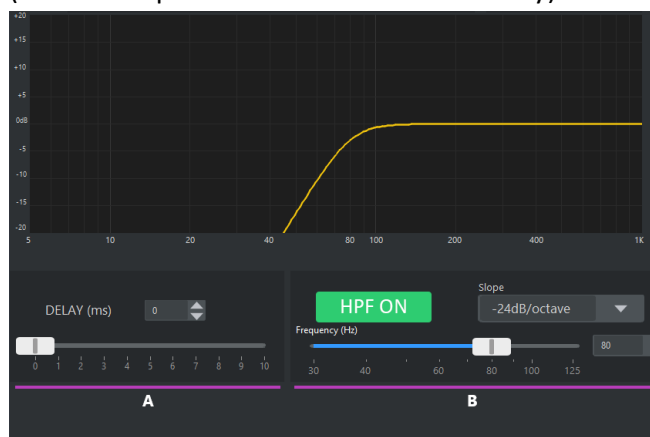 +20
+15
+10
+5
0dB
-5
-10
-15
-20
5 10 20 40 80 100 200 400 1K
Slope
DELAY (ms) 0 HPF ON -24dB/octave
Frequency (Hz)
80
0 1 2 3 4 5 6 7 8 9 10 30 40 60 80 100 125
A B